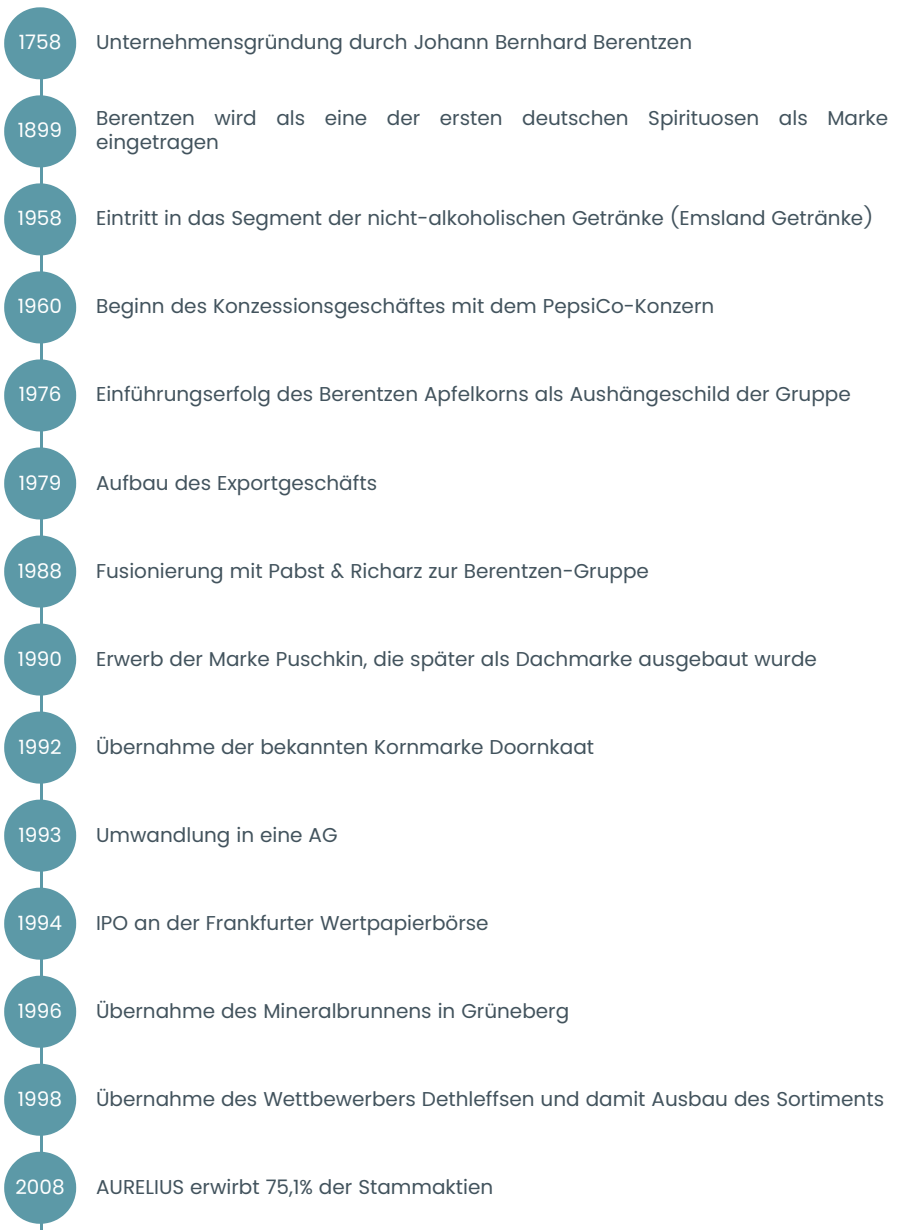 1758
Unternehmensgründung durch Johann Bernhard Berentzen
1899
Berentzen wird als eine der ersten deutschen Spirituosen als Marke
eingetragen
1958
Eintritt in das Segment der nicht-alkoholischen Getränke (Emsland Getränke)
1960
Beginn des Konzessionsgeschäftes mit dem PepsiCo-Konzern
1976
Einführungserfolg des Berentzen Apfelkorns als Aushängeschild der Gruppe
1979
Aufbau des Exportgeschäfts
1988
Fusionierung mit Pabst & Richarz zur Berentzen-Gruppe
1990
Erwerb der Marke Puschkin, die später als Dachmarke ausgebaut wurde
1992
Übernahme der bekannten Kornmarke Doornkaat
1993
Umwandlung in eine AG
1994
IPO an der Frankfurter Wertpapierbörse
1996
Übernahme des Mineralbrunnens in Grüneberg
1998
Übernahme des Wettbewerbers Dethleffsen und damit Ausbau des Sortiments
2008
AURELIUS erwirbt 75,1% der Stammaktien